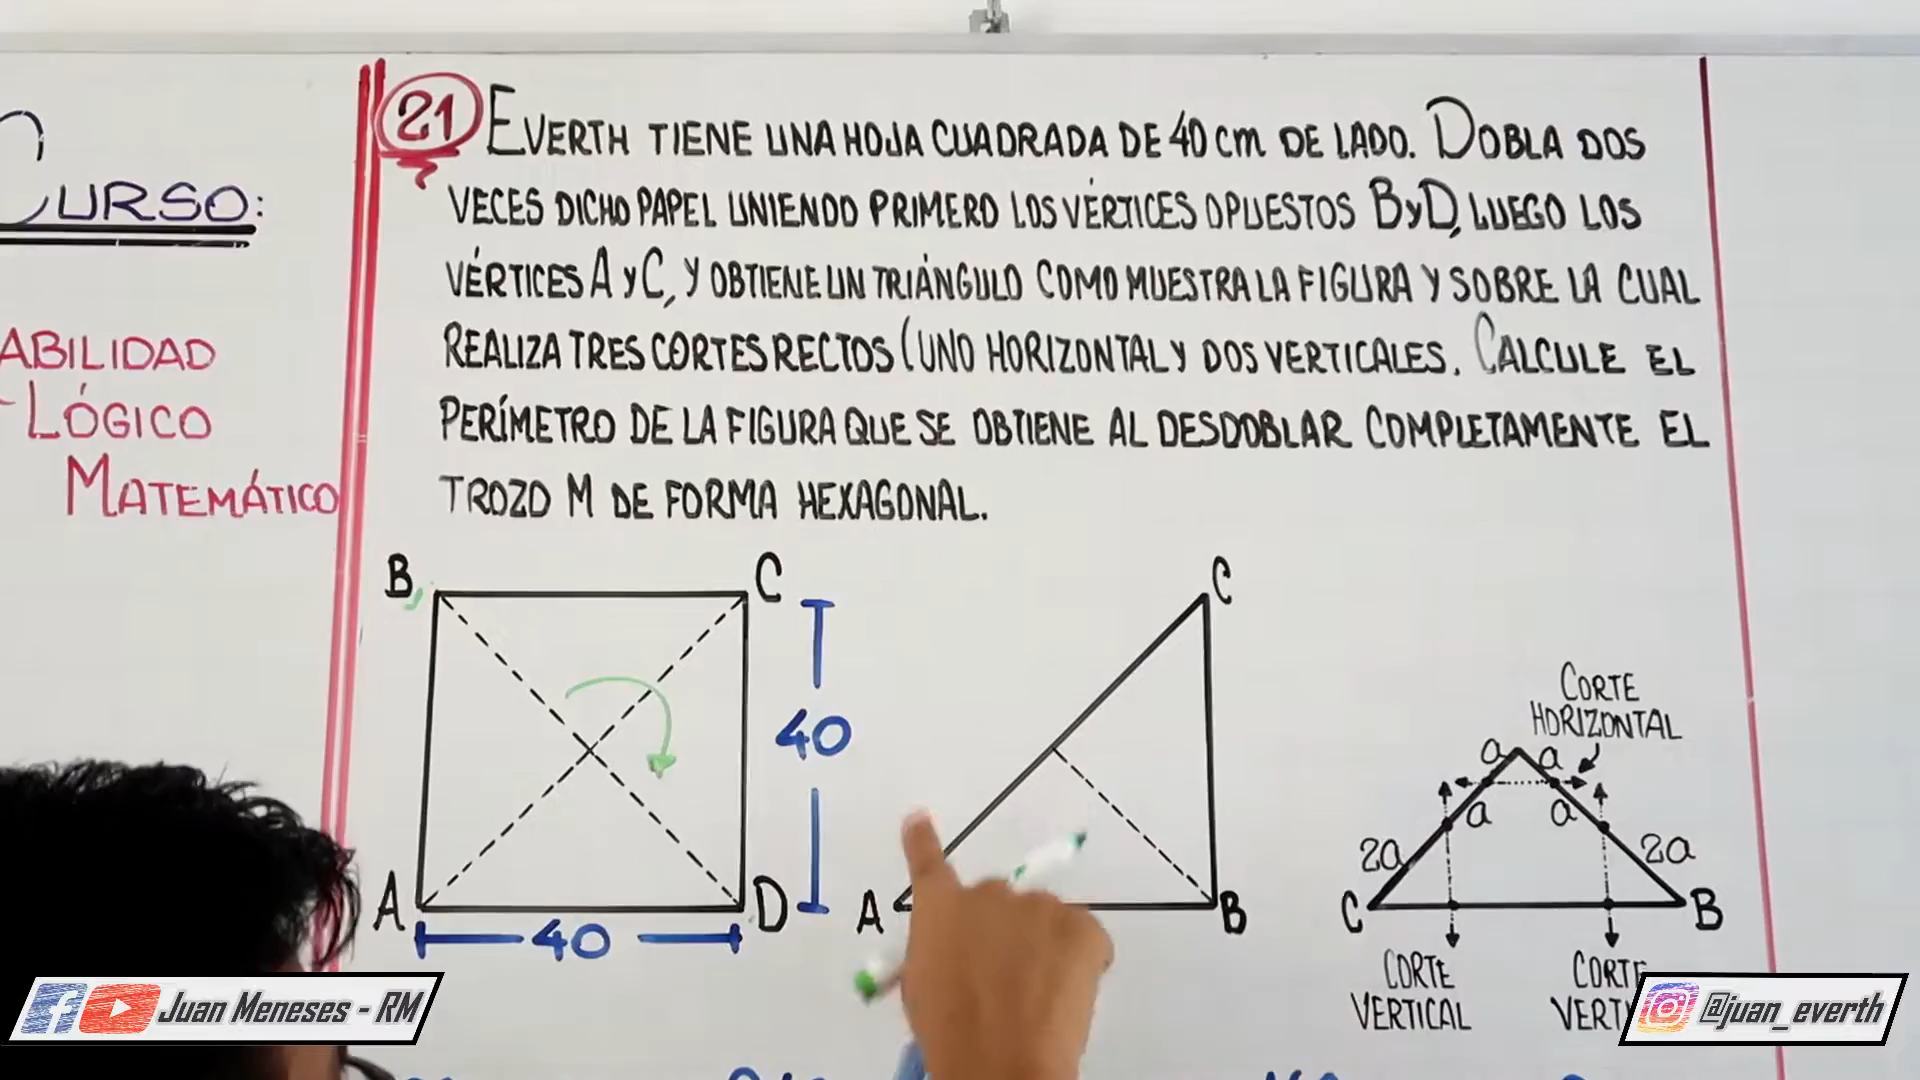 CURSO:
ABILIDAD
LÓGICO
MATEMÁTICO
21 EVERTH TIENE UNA HOJA CUADRADA DE 40 cm DE LADO. DOBLA DOS
VECES DICHO PAPEL UNIENDO PRIMERO LOS VÉRTICES OPUESTOS B y D, LUEGO LOS
VÉRTICES A y C, Y OBTIENE UN TRIÁNGULO COMO MUESTRA LA FIGURA Y SOBRE LA CUAL
REALIZA TRES CORTES RECTOS (UNO HORIZONTAL Y DOS VERTICALES. CALCULE EL
PERÍMETRO DE LA FIGURA QUE SE OBTIENE AL DESDOBLAR COMPLETAMENTE EL
TROZO M DE FORMA HEXAGONAL.
B C
40
A D
40
C
A B
CORTE
HORIZONTAL
a a
a a
2a 2a
C B
CORTE
VERTICAL
CORTE
VERT
Juan Meneses - RM
@juan_everth